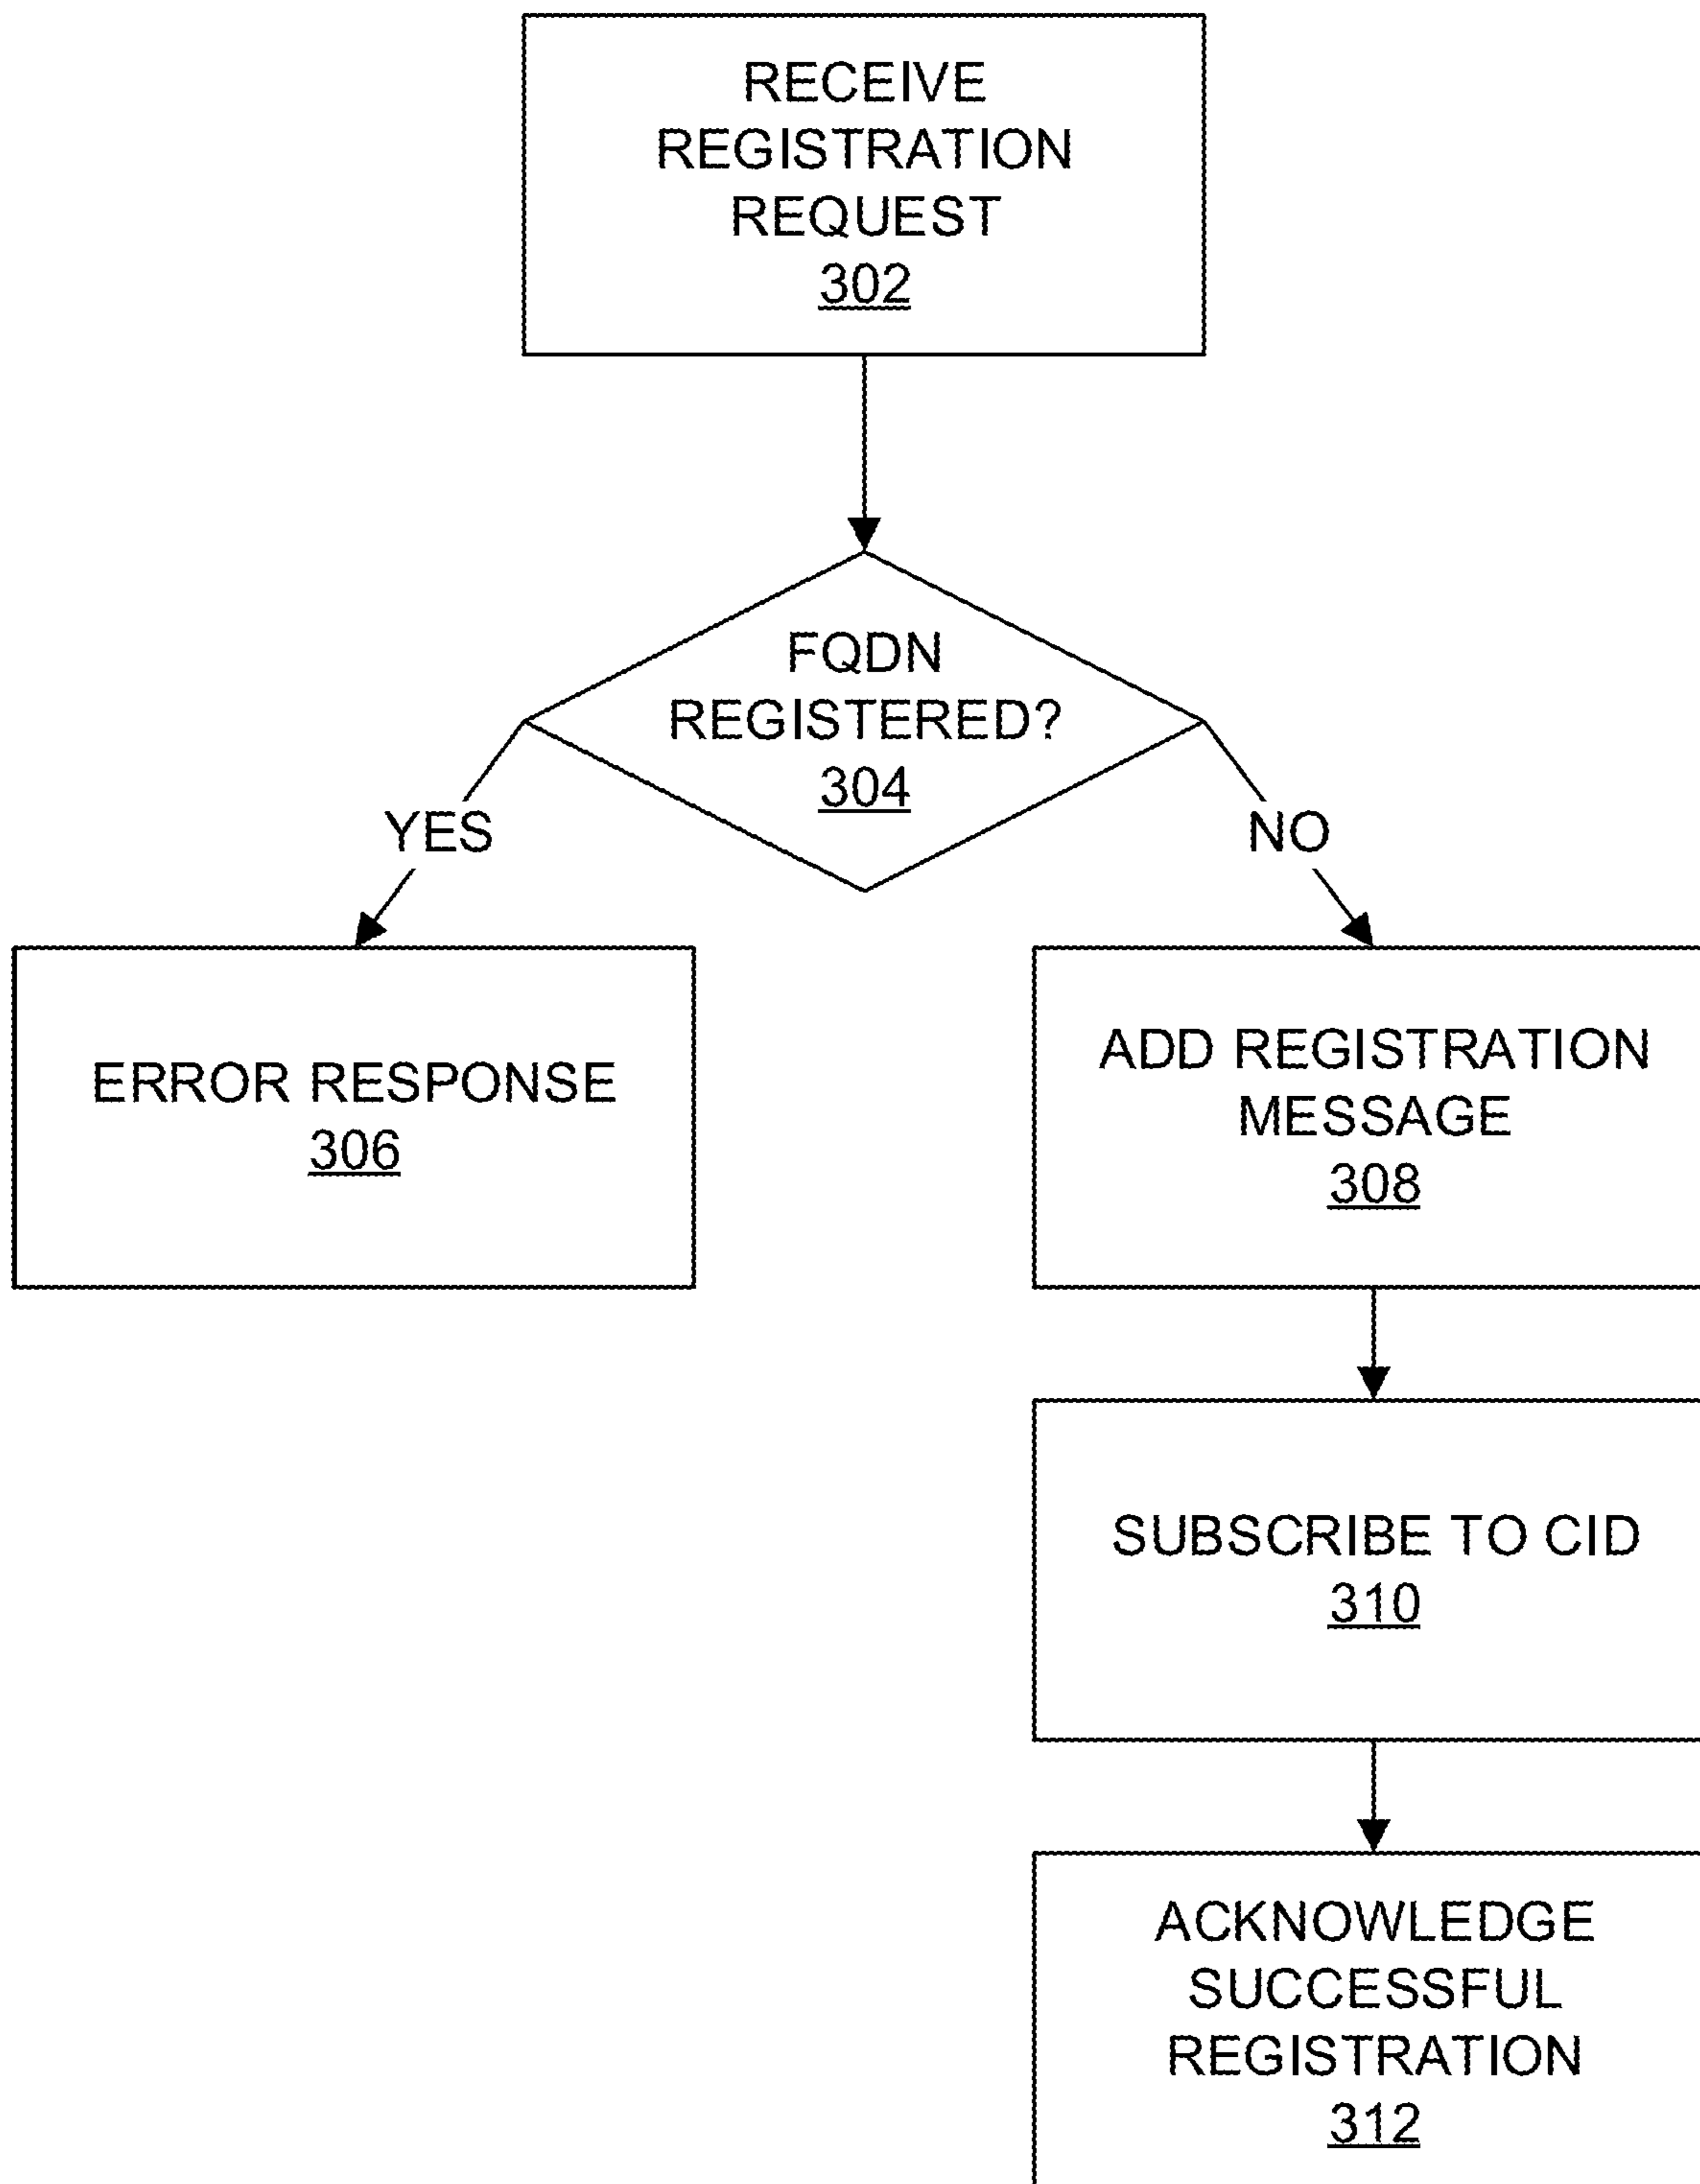 RECEIVE
REGISTRATION
REQUEST
302
FQDN
REGISTERED?
304
YES
NO
ERROR RESPONSE
306
ADD REGISTRATION
MESSAGE
308
SUBSCRIBE TO CID
310
ACKNOWLEDGE
SUCCESSFUL
REGISTRATION
312